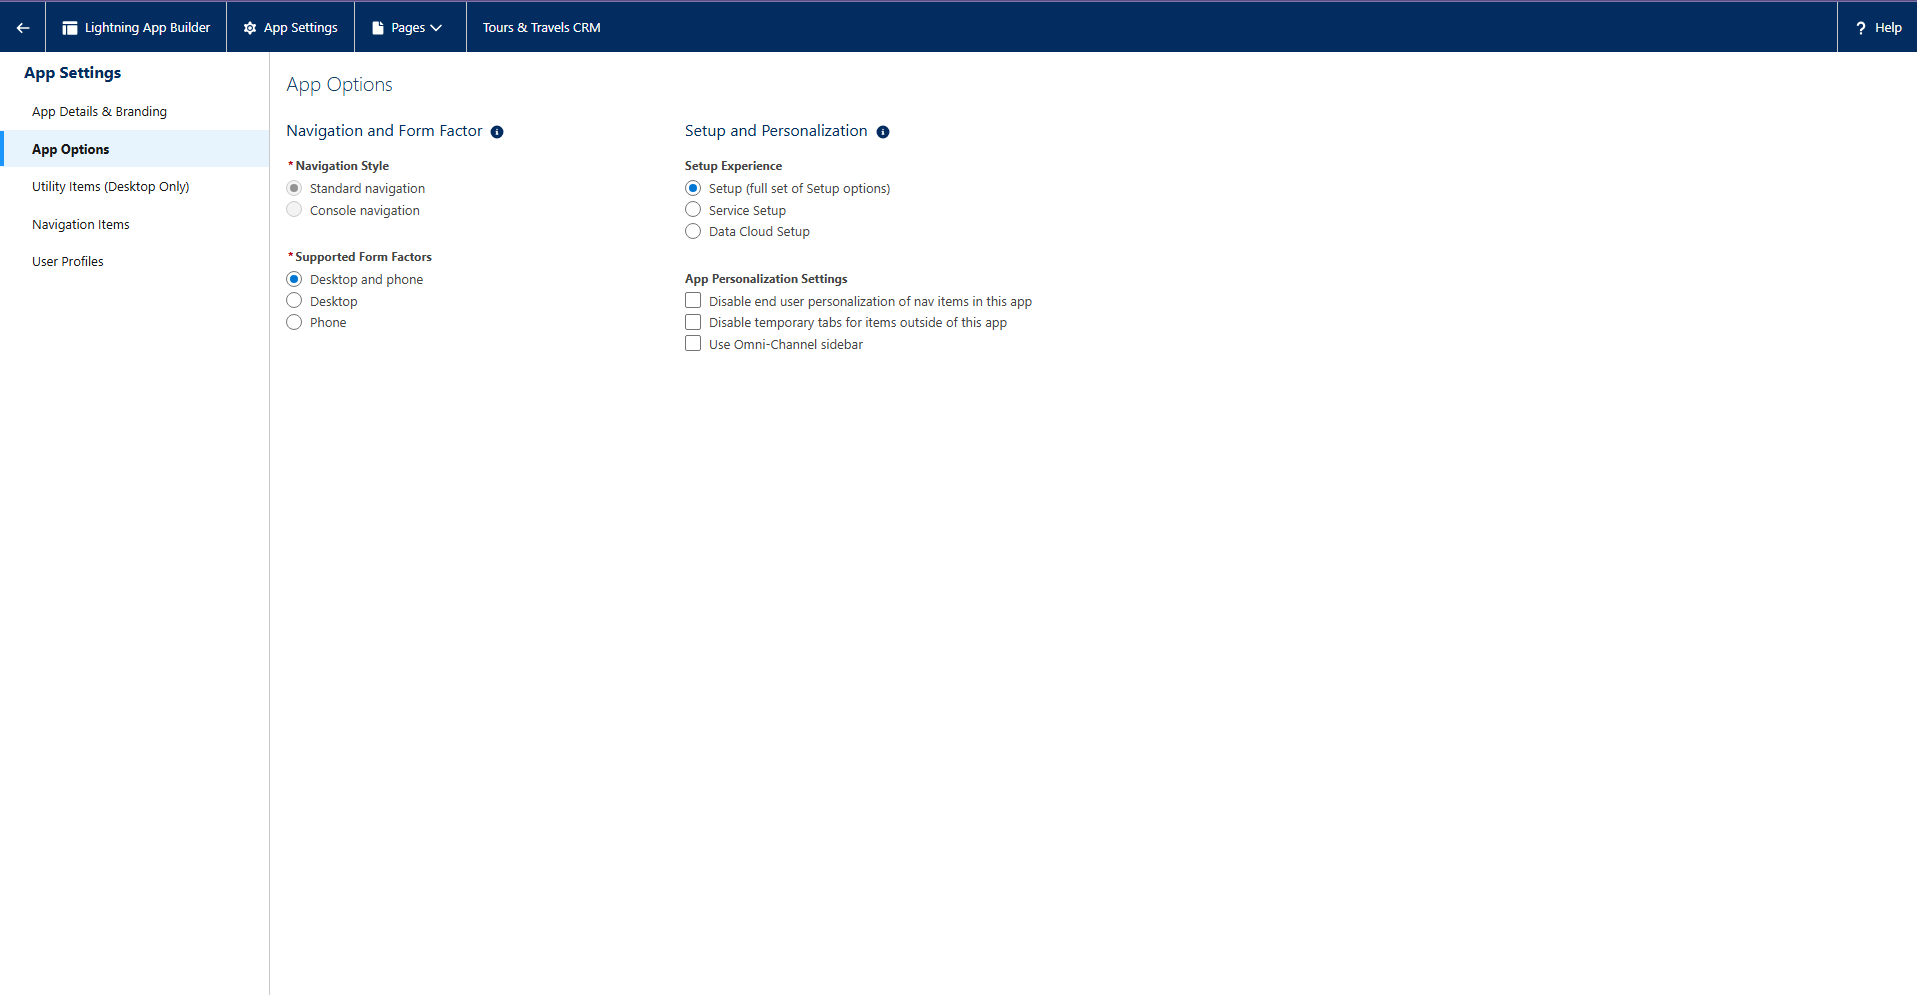 Lightning App Builder
App Settings
Pages
Tours & Travels CRM
? Help
App Settings
App Details & Branding
App Options
Utility Items (Desktop Only)
Navigation Items
User Profiles
App Options
Navigation and Form Factor
*Navigation Style
Standard navigation
Console navigation
*Supported Form Factors
Desktop and phone
Desktop
Phone
Setup and Personalization
Setup Experience
Setup (full set of Setup options)
Service Setup
Data Cloud Setup
App Personalization Settings
Disable end user personalization of nav items in this app
Disable temporary tabs for items outside of this app
Use Omni-Channel sidebar